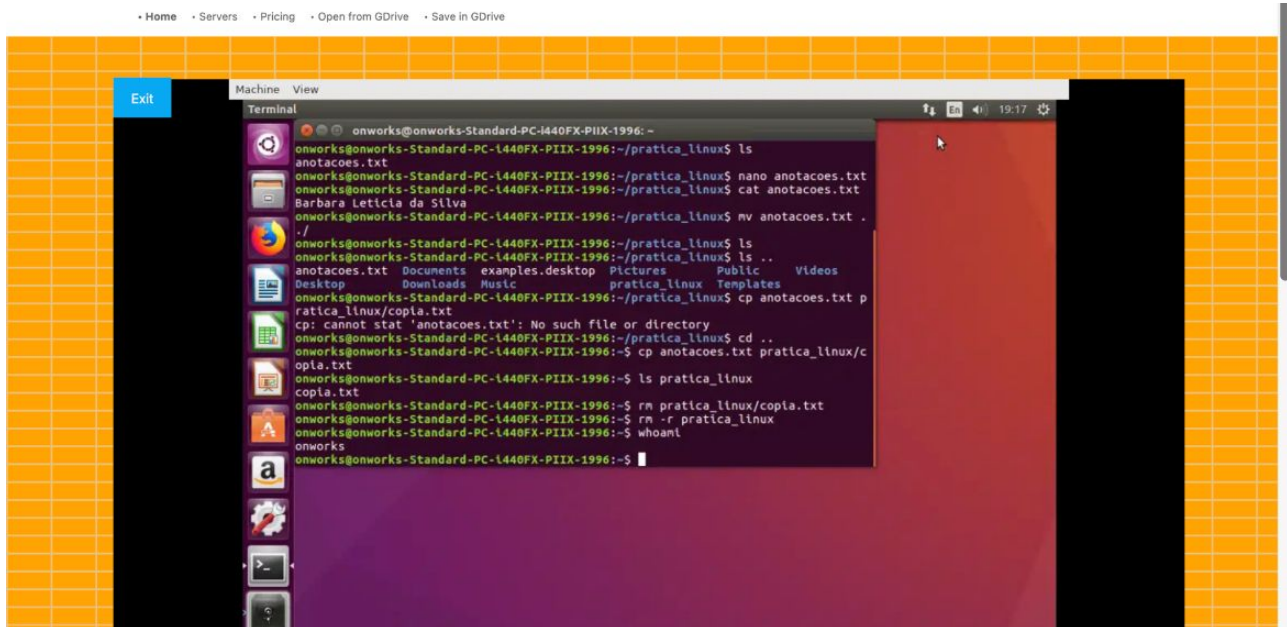 • Home • Servers • Pricing • Open from GDrive • Save in GDrive
Exit
Machine View
Terminal
En 19:17
onworks@onworks-Standard-PC-i440FX-PIIX-1996: ~
onworks@onworks-Standard-PC-i440FX-PIIX-1996:~/pratica_linux$ ls
anotacoes.txt
onworks@onworks-Standard-PC-i440FX-PIIX-1996:~/pratica_linux$ nano anotacoes.txt
onworks@onworks-Standard-PC-i440FX-PIIX-1996:~/pratica_linux$ cat anotacoes.txt
Barbara Leticia da Silva
onworks@onworks-Standard-PC-i440FX-PIIX-1996:~/pratica_linux$ mv anotacoes.txt .
./
onworks@onworks-Standard-PC-i440FX-PIIX-1996:~/pratica_linux$ ls
onworks@onworks-Standard-PC-i440FX-PIIX-1996:~/pratica_linux$ ls ..
anotacoes.txt Documents examples.desktop Pictures Public Videos
Desktop Downloads Music pratica_linux Templates
onworks@onworks-Standard-PC-i440FX-PIIX-1996:~/pratica_linux$ cp anotacoes.txt p
ratica_linux/copia.txt
cp: cannot stat 'anotacoes.txt': No such file or directory
onworks@onworks-Standard-PC-i440FX-PIIX-1996:~/pratica_linux$ cd ..
onworks@onworks-Standard-PC-i440FX-PIIX-1996:~$ cp anotacoes.txt pratica_linux/c
opia.txt
onworks@onworks-Standard-PC-i440FX-PIIX-1996:~$ ls pratica_linux
copia.txt
onworks@onworks-Standard-PC-i440FX-PIIX-1996:~$ rm pratica_linux/copia.txt
onworks@onworks-Standard-PC-i440FX-PIIX-1996:~$ rm -r pratica_linux
onworks@onworks-Standard-PC-i440FX-PIIX-1996:~$ whoami
onworks
onworks@onworks-Standard-PC-i440FX-PIIX-1996:~$